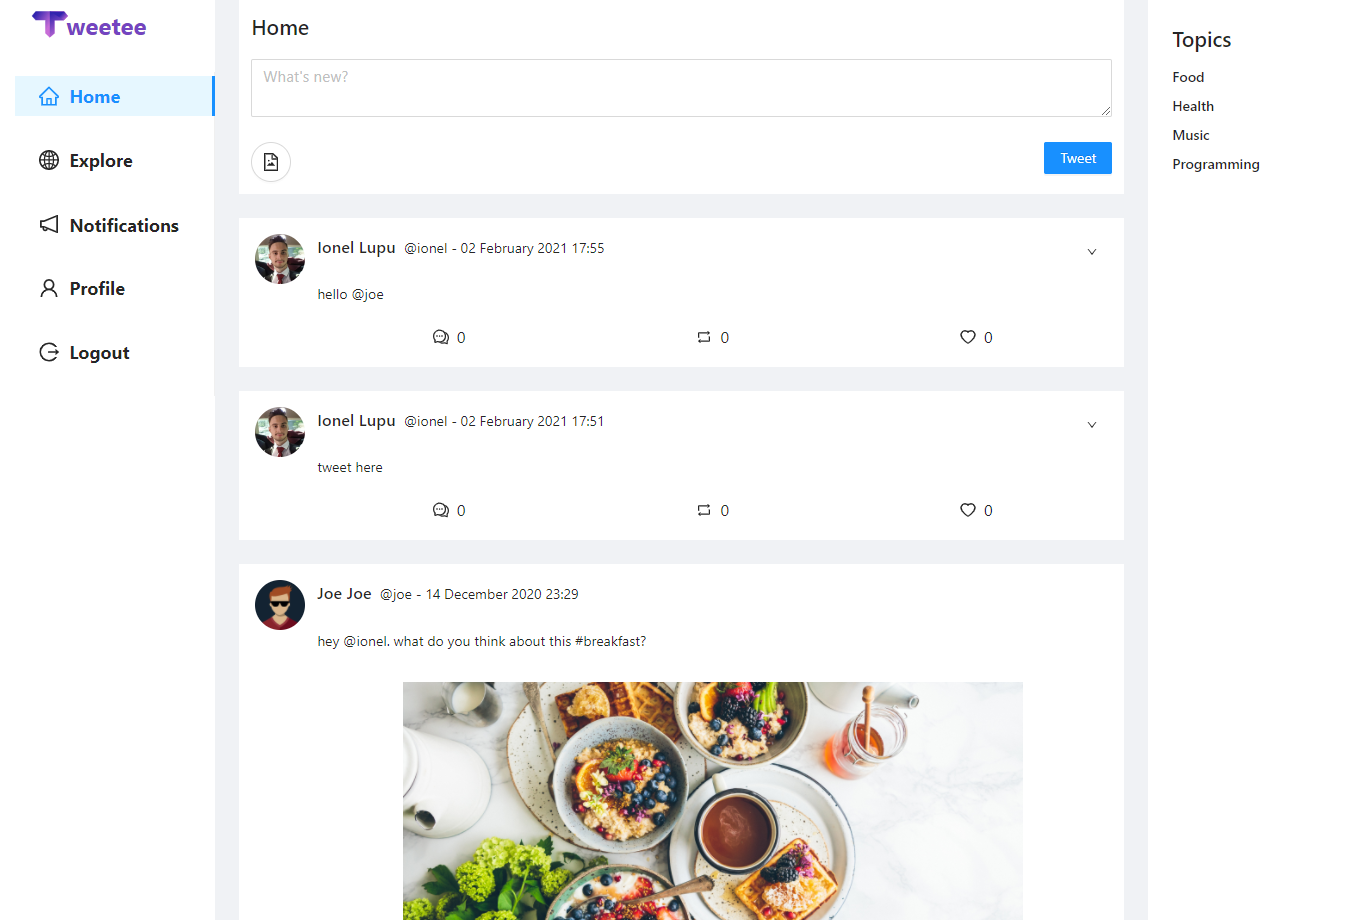 Tweetee
Home
Explore
Notifications
Profile
Logout
Home
What's new?
Tweet
Ionel Lupu @ionel - 02 February 2021 17:55
hello @joe
0 0 0
Ionel Lupu @ionel - 02 February 2021 17:51
tweet here
0 0 0
Joe Joe @joe - 14 December 2020 23:29
hey @ionel. what do you think about this #breakfast?
Topics
Food
Health
Music
Programming